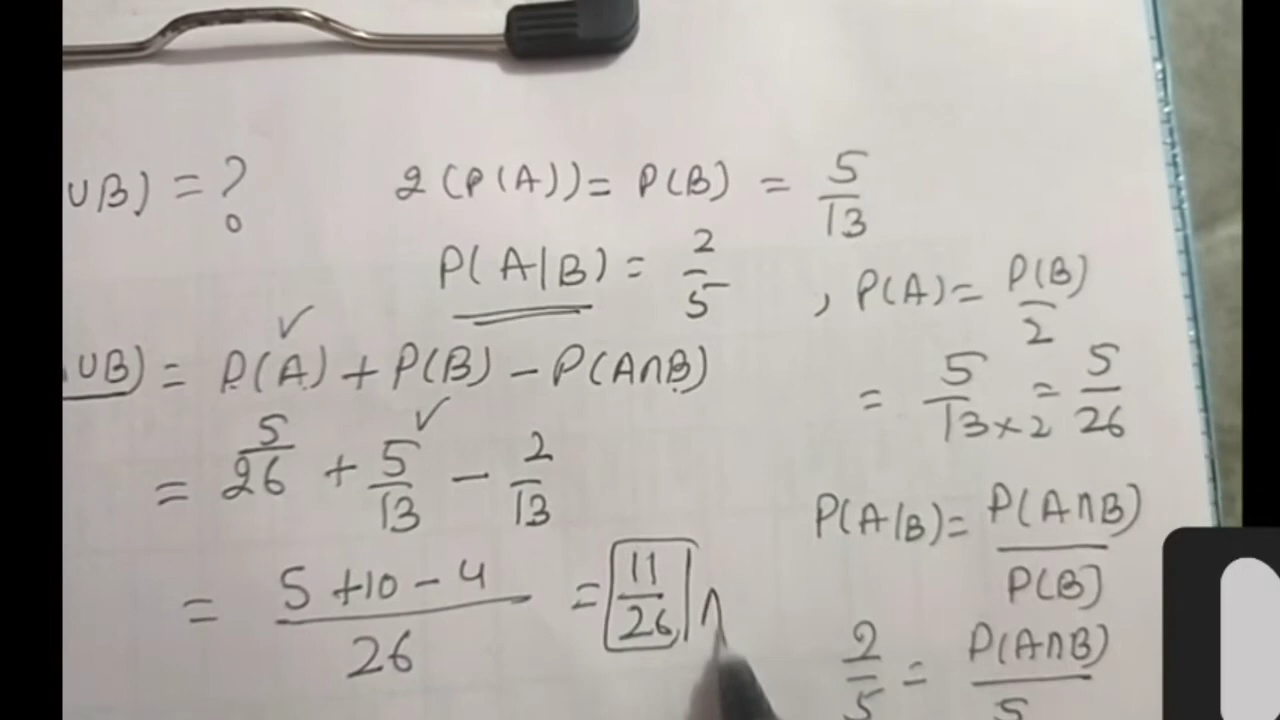 ∪B) = ? 2(P(A)) = P(B) = 5/13
P(A|B) = 2/5 , P(A) = P(B)/2
∪B) = P(A) + P(B) - P(A∩B)
= 5/(13×2) = 5/26
= 5/26 + 5/13 - 2/13
P(A|B) = P(A∩B)/P(B)
= (5+10-4)/26 = 11/26
2/5 = P(A∩B)/5